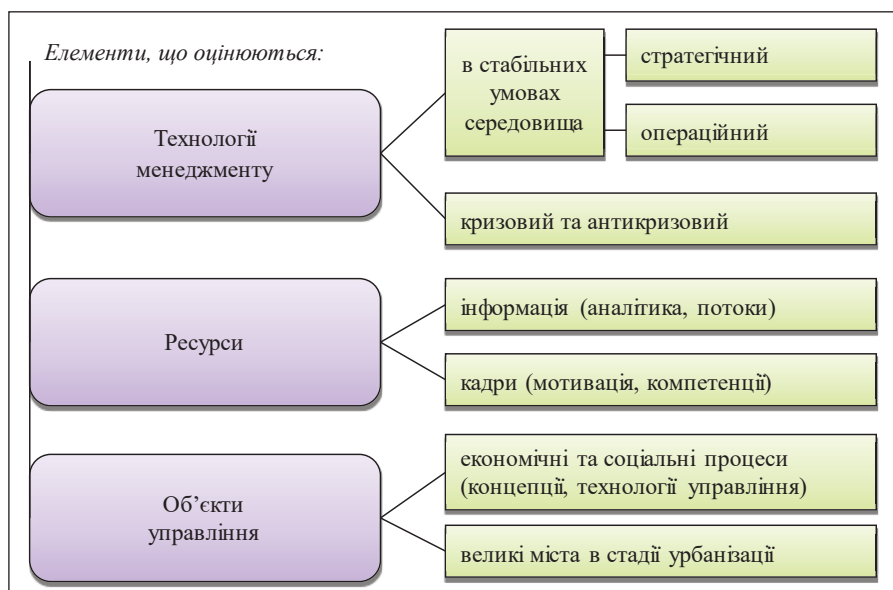 Елементи, що оцінюються:
Технології
менеджменту
в стабільних
умовах
середовища
стратегічний
операційний
кризовий та антикризовий
Ресурси
інформація (аналітика, потоки)
кадри (мотивація, компетенції)
Об’єкти
управління
економічні та соціальні процеси
(концепції, технології управління)
великі міста в стадії урбанізації